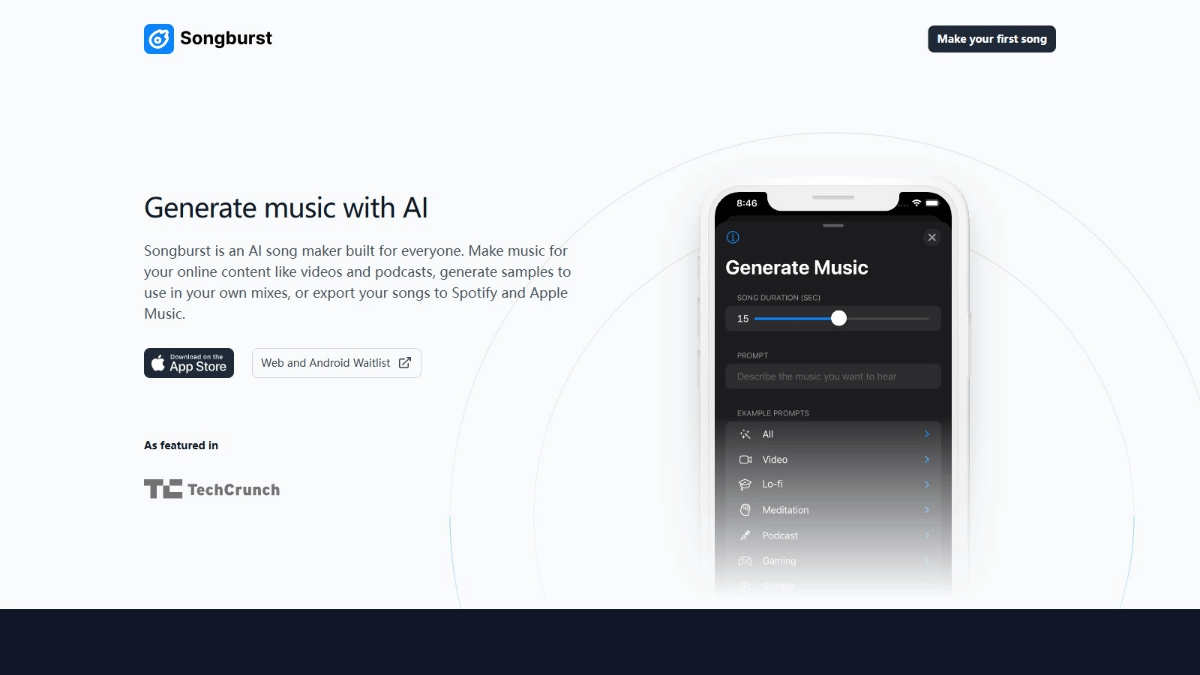 Songburst
Make your first song
Generate music with AI
Songburst is an AI song maker built for everyone. Make music for
your online content like videos and podcasts, generate samples to
use in your own mixes, or export your songs to Spotify and Apple
Music.
Download on the
App Store
Web and Android Waitlist
As featured in
TechCrunch
8:46
Generate Music
SONG DURATION (SEC)
15
PROMPT
Describe the music you want to hear
EXAMPLE PROMPTS
All
Video
Lo-fi
Meditation
Podcast
Gaming